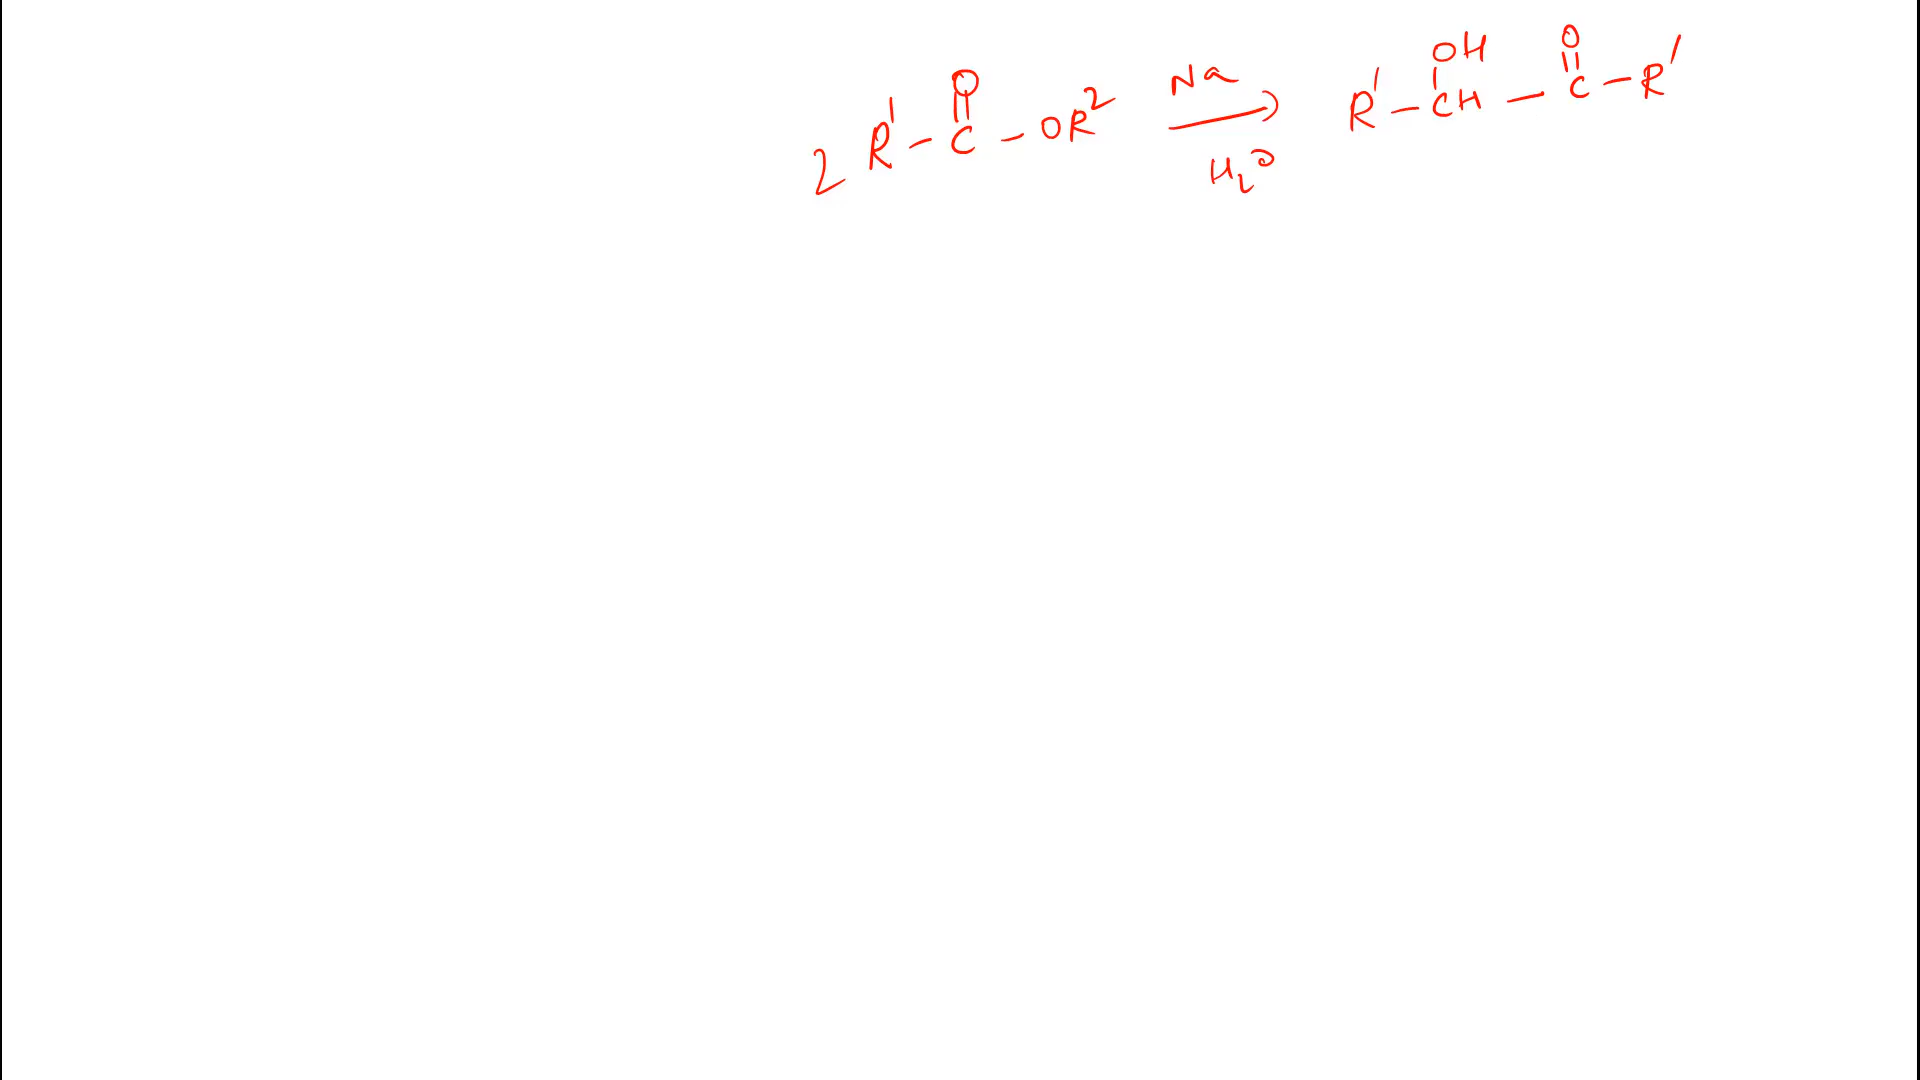 2 R¹-C(=O)-OR² Na/H₂O → R¹-CH(OH)-C(=O)-R¹